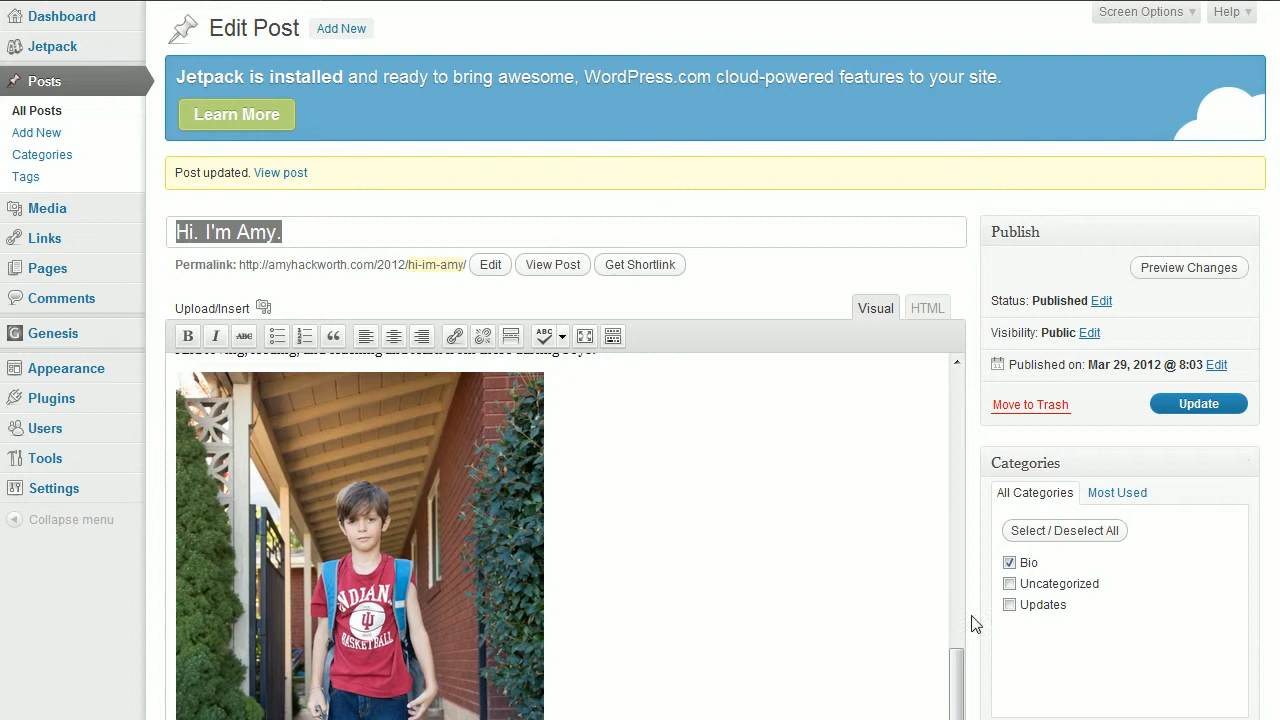 Dashboard
Jetpack
Posts
All Posts
Add New
Categories
Tags
Media
Links
Pages
Comments
Genesis
Appearance
Plugins
Users
Tools
Settings
Collapse menu
Screen Options
Help
Edit Post
Add New
Jetpack is installed and ready to bring awesome, WordPress.com cloud-powered features to your site.
Learn More
Post updated. View post
Hi. I'm Amy.
Permalink: http://amyhackworth.com/2012/hi-im-amy/ Edit View Post Get Shortlink
Upload/Insert
Visual
HTML
B I ABC ABC
INDIANA
IU
BASKETBALL
Publish
Preview Changes
Status: Published Edit
Visibility: Public Edit
Published on: Mar 29, 2012 @ 8:03 Edit
Move to Trash
Update
Categories
All Categories
Most Used
Select / Deselect All
Bio
Uncategorized
Updates